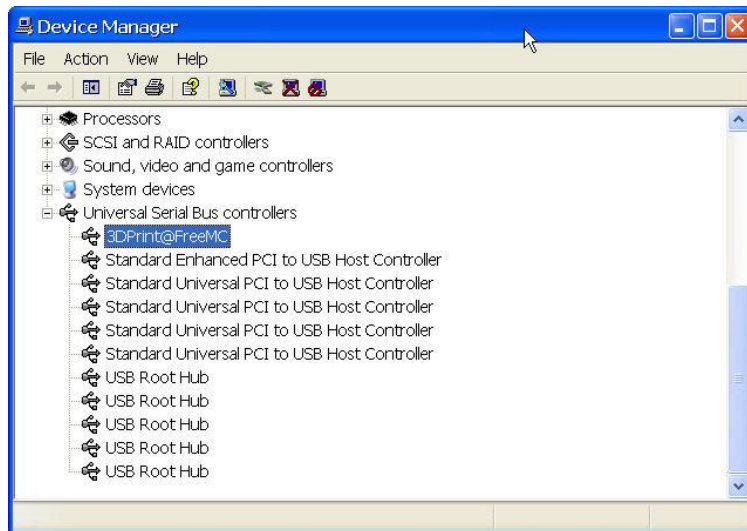 Device Manager
File Action View Help
Processors
SCSI and RAID controllers
Sound, video and game controllers
System devices
Universal Serial Bus controllers
3DPrint@FreeMC
Standard Enhanced PCI to USB Host Controller
Standard Universal PCI to USB Host Controller
Standard Universal PCI to USB Host Controller
Standard Universal PCI to USB Host Controller
Standard Universal PCI to USB Host Controller
USB Root Hub
USB Root Hub
USB Root Hub
USB Root Hub
USB Root Hub